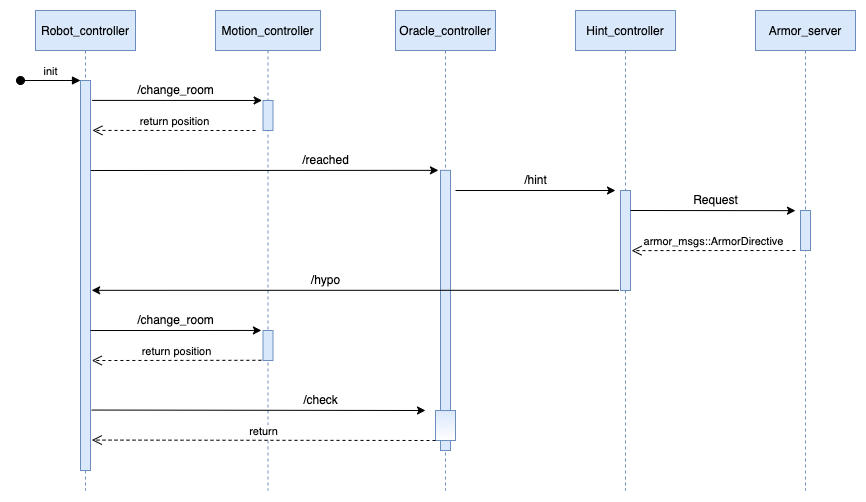 Robot_controller
Motion_controller
Oracle_controller
Hint_controller
Armor_server
init
/change_room
return position
/reached
/hint
Request
armor_msgs::ArmorDirective
/hypo
/change_room
return position
/check
return